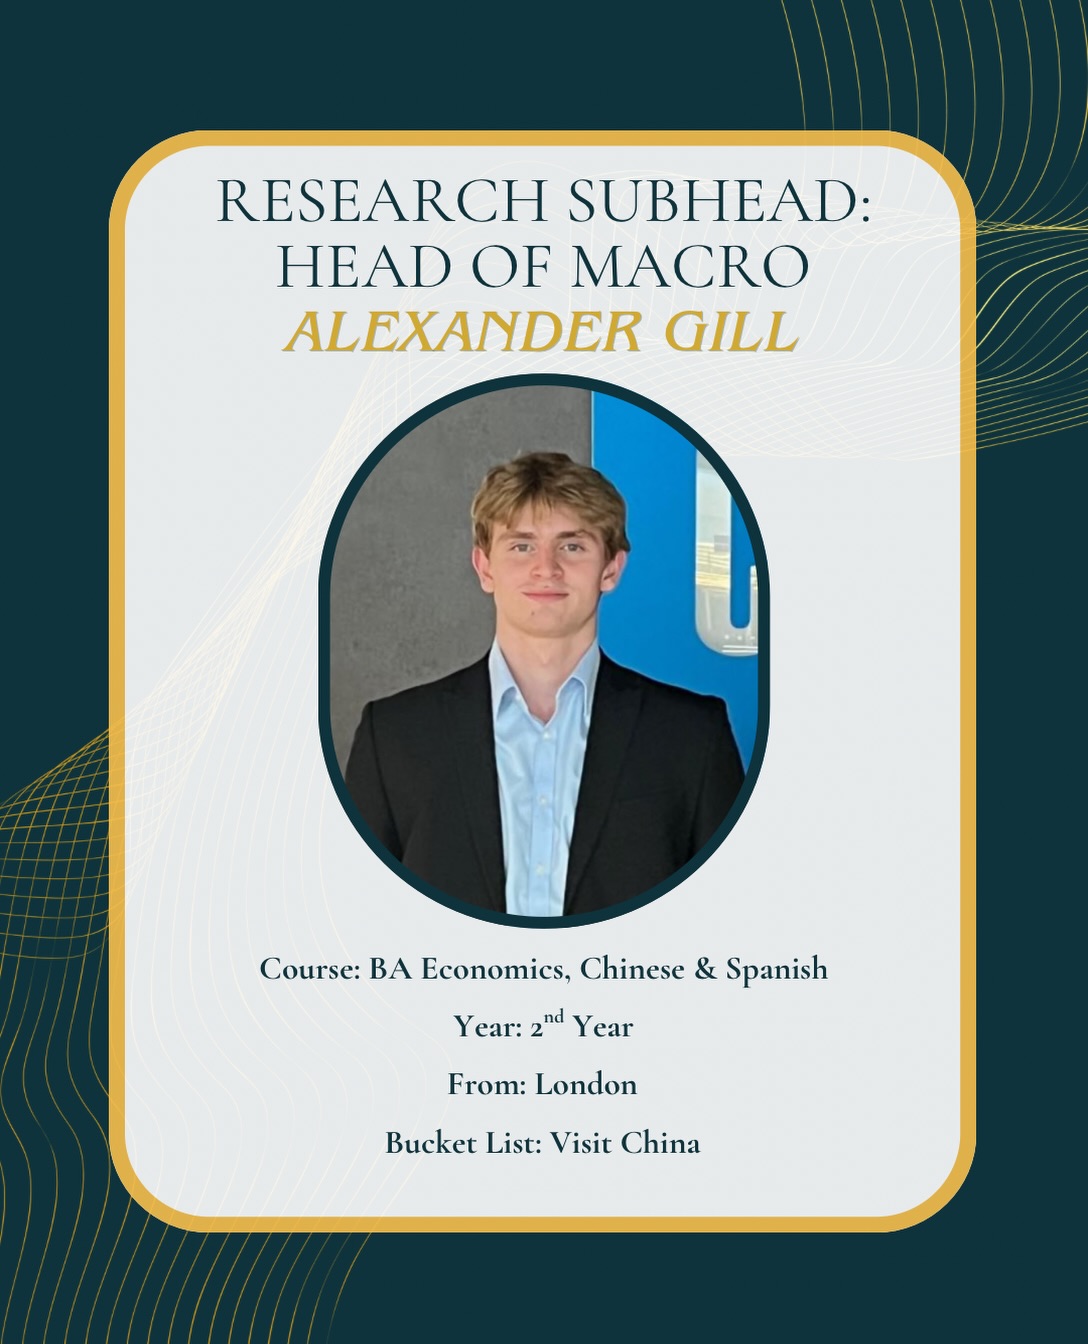 RESEARCH SUBHEAD:
HEAD OF MACRO
ALEXANDER GILL
Course: BA Economics, Chinese & Spanish
Year: 2nd Year
From: London
Bucket List: Visit China